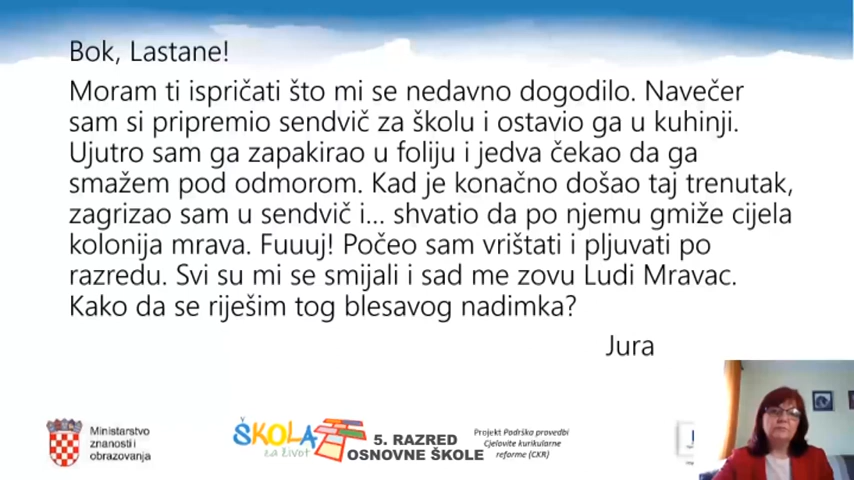 Bok, Lastane!
Moram ti ispričati što mi se nedavno dogodilo. Navečer
sam si pripremio sendvič za školu i ostavio ga u kuhinji.
Ujutro sam ga zapakirao u foliju i jedva čekao da ga
smažem pod odmorom. Kad je konačno došao taj trenutak,
zagrizao sam u sendvič i... shvatio da po njemu gmiže cijela
kolonija mrava. Fuuuj! Počeo sam vrištati i pljuvati po
razredu. Svi su mi se smijali i sad me zovu Ludi Mravac.
Kako da se riješim tog blesavog nadimka?
Jura
Ministarstvo
znanosti i
obrazovanja
ŠKOLA
za život
5. RAZRED
OSNOVNE ŠKOLE
Projekt Podrška provedbi
Cjelovite kurikularne
reforme (CKR)